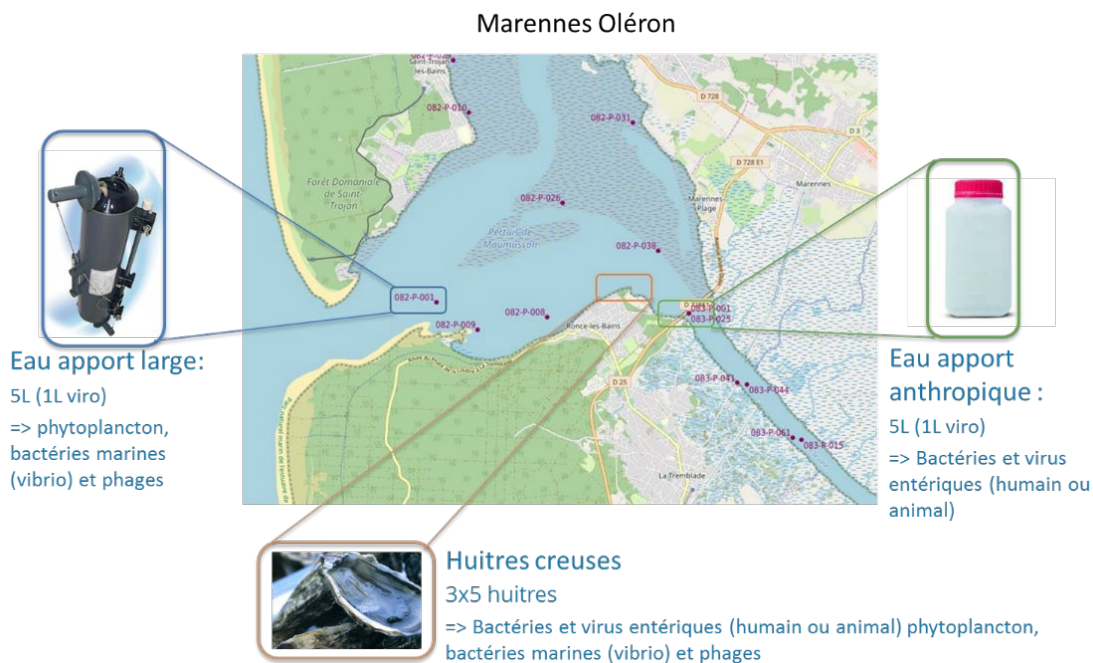 Marennes Oléron
Saint-Trojan
les-Bains
082-P-010
082-P-031
D 728
D 3
D 728 E1
Marennes
Forêt Domaniale
de Saint-
Trojan
Marennes-
Plage
082-P-026
Pertuis de
Maumusson
082-P-038
082-P-001
082-P-008
082-P-009
083-P-001
083-P-025
Ronce-les-Bains
D 25
083-P-041
083-P-044
083-P-061
083-P-015
La Tremblade
Eau apport large:
5L (1L viro)
=> phytoplancton,
bactéries marines
(vibrio) et phages
Eau apport
anthropique :
5L (1L viro)
=> Bactéries et virus
entériques (humain ou
animal)
Huitres creuses
3x5 huitres
=> Bactéries et virus entériques (humain ou animal) phytoplancton,
bactéries marines (vibrio) et phages